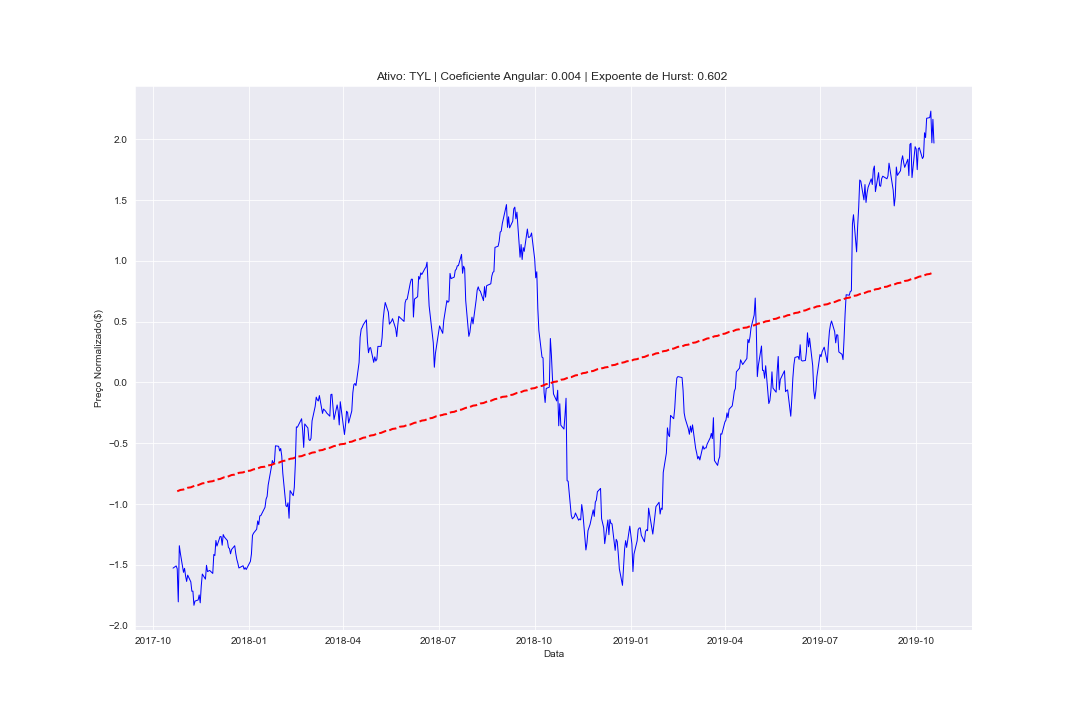 Ativo: TYL | Coeficiente Angular: 0.004 | Expoente de Hurst: 0.602
Preço Normalizado($)
2.0
1.5
1.0
0.5
0.0
−0.5
−1.0
−1.5
−2.0
2017-10 2018-01 2018-04 2018-07 2018-10 2019-01 2019-04 2019-07 2019-10
Data